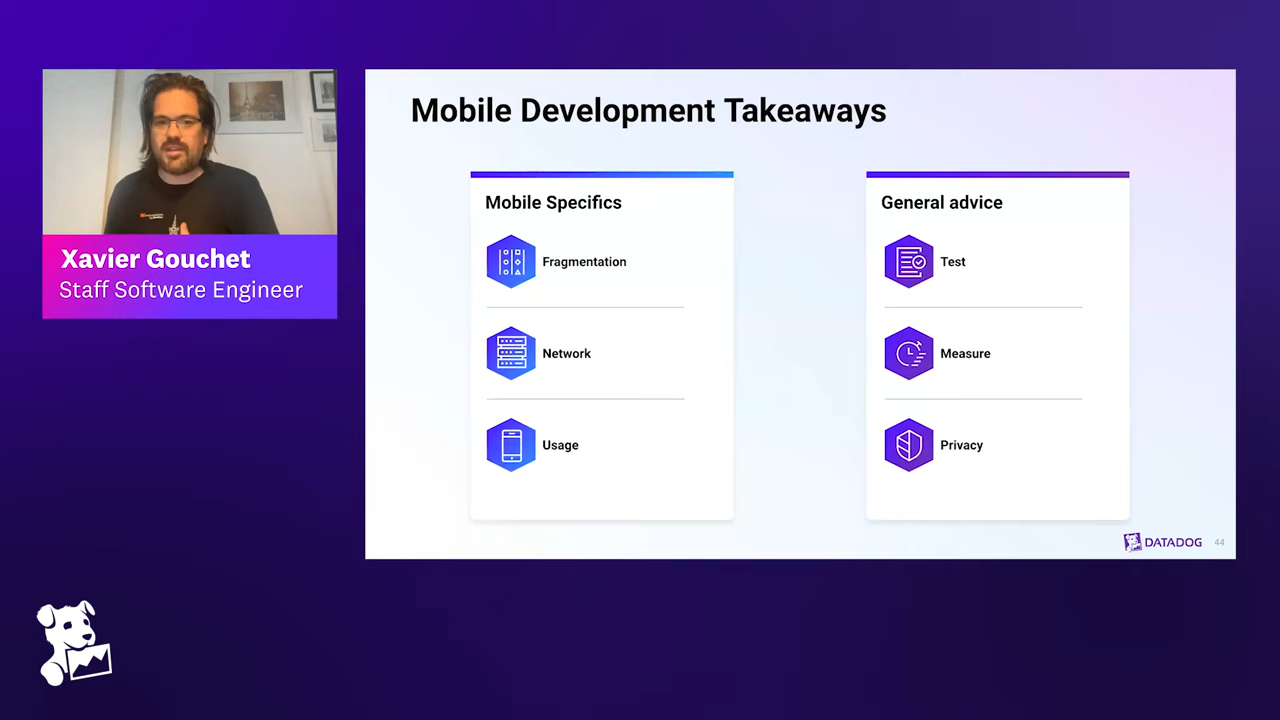 Xavier Gouchet
Staff Software Engineer
Mobile Development Takeaways
Mobile Specifics
Fragmentation
Network
Usage
General advice
Test
Measure
Privacy
DATADOG 44